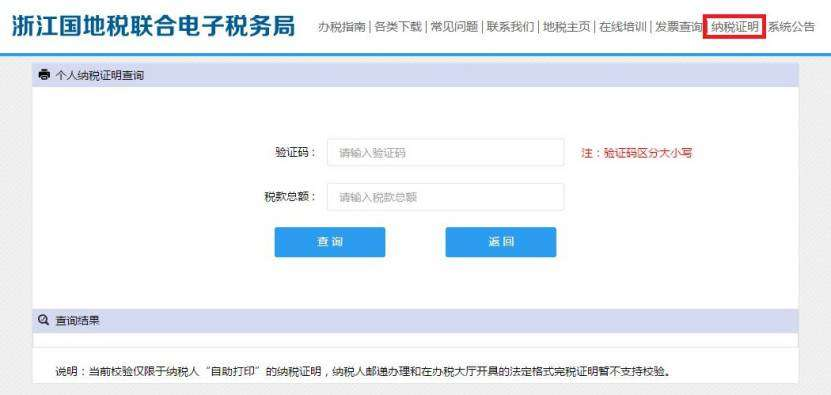 浙江国地税联合电子税务局 办税指南|各类下载|常见问题|联系我们|地税主页|在线培训|发票查询|纳税证明|系统公告
个人纳税证明查询
验证码： 请输入验证码 注：验证码区分大小写
税款总额： 请输入税款总额
查询 返回
查询结果
说明：当前校验仅限于纳税人“自助打印”的纳税证明，纳税人邮递办理和在办税大厅开具的法定格式完税证明暂不支持校验。